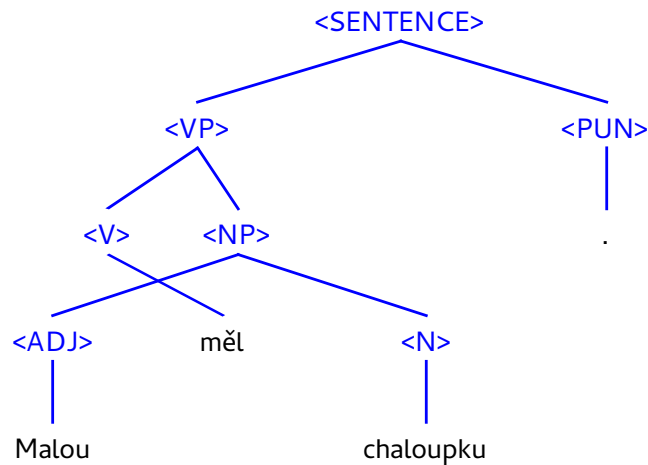 <SENTENCE>
<VP> <PUN>
<V> <NP> .
<ADJ> měl <N>
Malou chaloupku